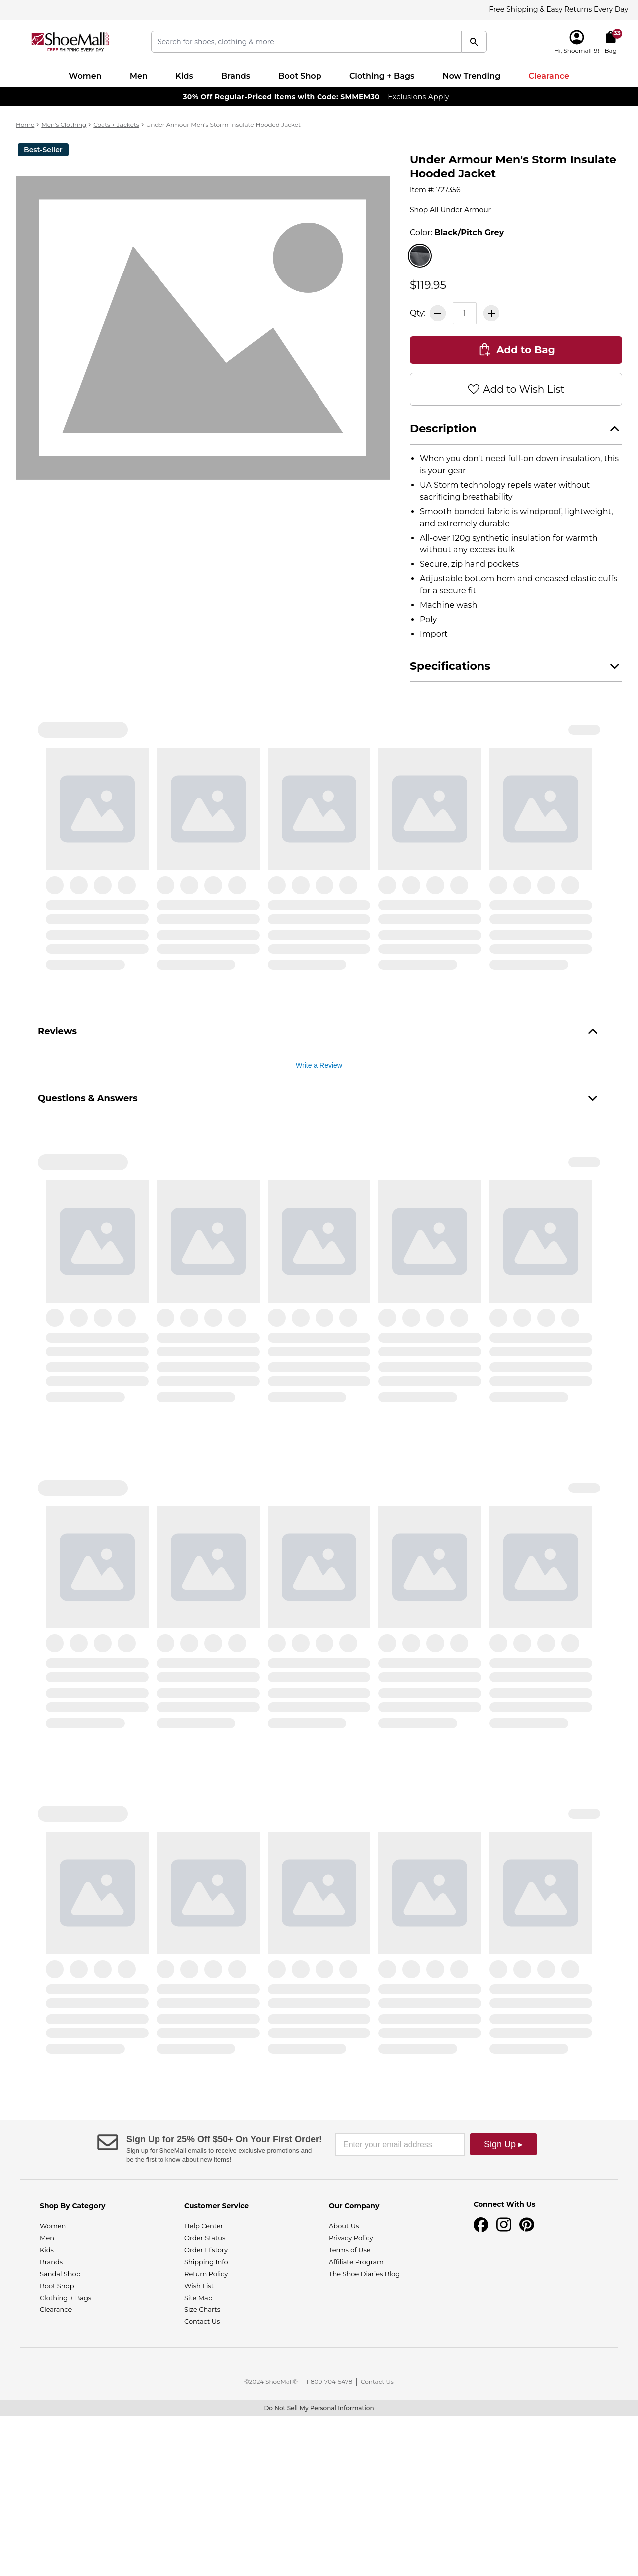 Free Shipping & Easy Returns Every Day
ShoeMall
.COM
FREE SHIPPING EVERY DAY
Search for shoes, clothing & more
33
Hi, Shoemall19!
Bag
Women
Men
Kids
Brands
Boot Shop
Clothing + Bags
Now Trending
Clearance
30% Off Regular-Priced Items with Code: SMMEM30 Exclusions Apply
Home > Men's Clothing > Coats + Jackets > Under Armour Men's Storm Insulate Hooded Jacket
Best-Seller
Under Armour Men's Storm Insulate
Hooded Jacket
Item #: 727356
Shop All Under Armour
Color: Black/Pitch Grey
$119.95
Qty:
1
Add to Bag
Add to Wish List
Description
• When you don't need full-on down insulation, this
is your gear
• UA Storm technology repels water without
sacrificing breathability
• Smooth bonded fabric is windproof, lightweight,
and extremely durable
• All-over 120g synthetic insulation for warmth
without any excess bulk
• Secure, zip hand pockets
• Adjustable bottom hem and encased elastic cuffs
for a secure fit
• Machine wash
• Poly
• Import
Specifications
Reviews
Write a Review
Questions & Answers
Sign Up for 25% Off $50+ On Your First Order!
Sign up for ShoeMall emails to receive exclusive promotions and
be the first to know about new items!
Enter your email address
Sign Up ▸
Shop By Category
Women
Men
Kids
Brands
Sandal Shop
Boot Shop
Clothing + Bags
Clearance
Customer Service
Help Center
Order Status
Order History
Shipping Info
Return Policy
Wish List
Site Map
Size Charts
Contact Us
Our Company
About Us
Privacy Policy
Terms of Use
Affiliate Program
The Shoe Diaries Blog
Connect With Us
©2024 ShoeMall® | 1-800-704-5478 | Contact Us
Do Not Sell My Personal Information